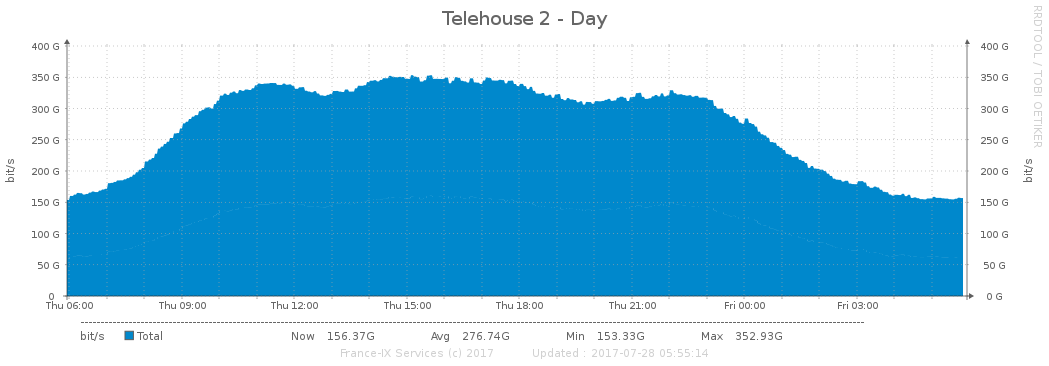 Telehouse 2 - Day
RRDTOOL / TOBI OETIKER
400 G 400 G
350 G 350 G
300 G 300 G
250 G 250 G
200 G 200 G
150 G 150 G
100 G 100 G
50 G 50 G
0 0 G
bit/s bit/s
Thu 06:00 Thu 09:00 Thu 12:00 Thu 15:00 Thu 18:00 Thu 21:00 Fri 00:00 Fri 03:00
bit/s Total Now 156.37G Avg 276.74G Min 153.33G Max 352.93G
France-IX Services (c) 2017 Updated : 2017-07-28 05:55:14